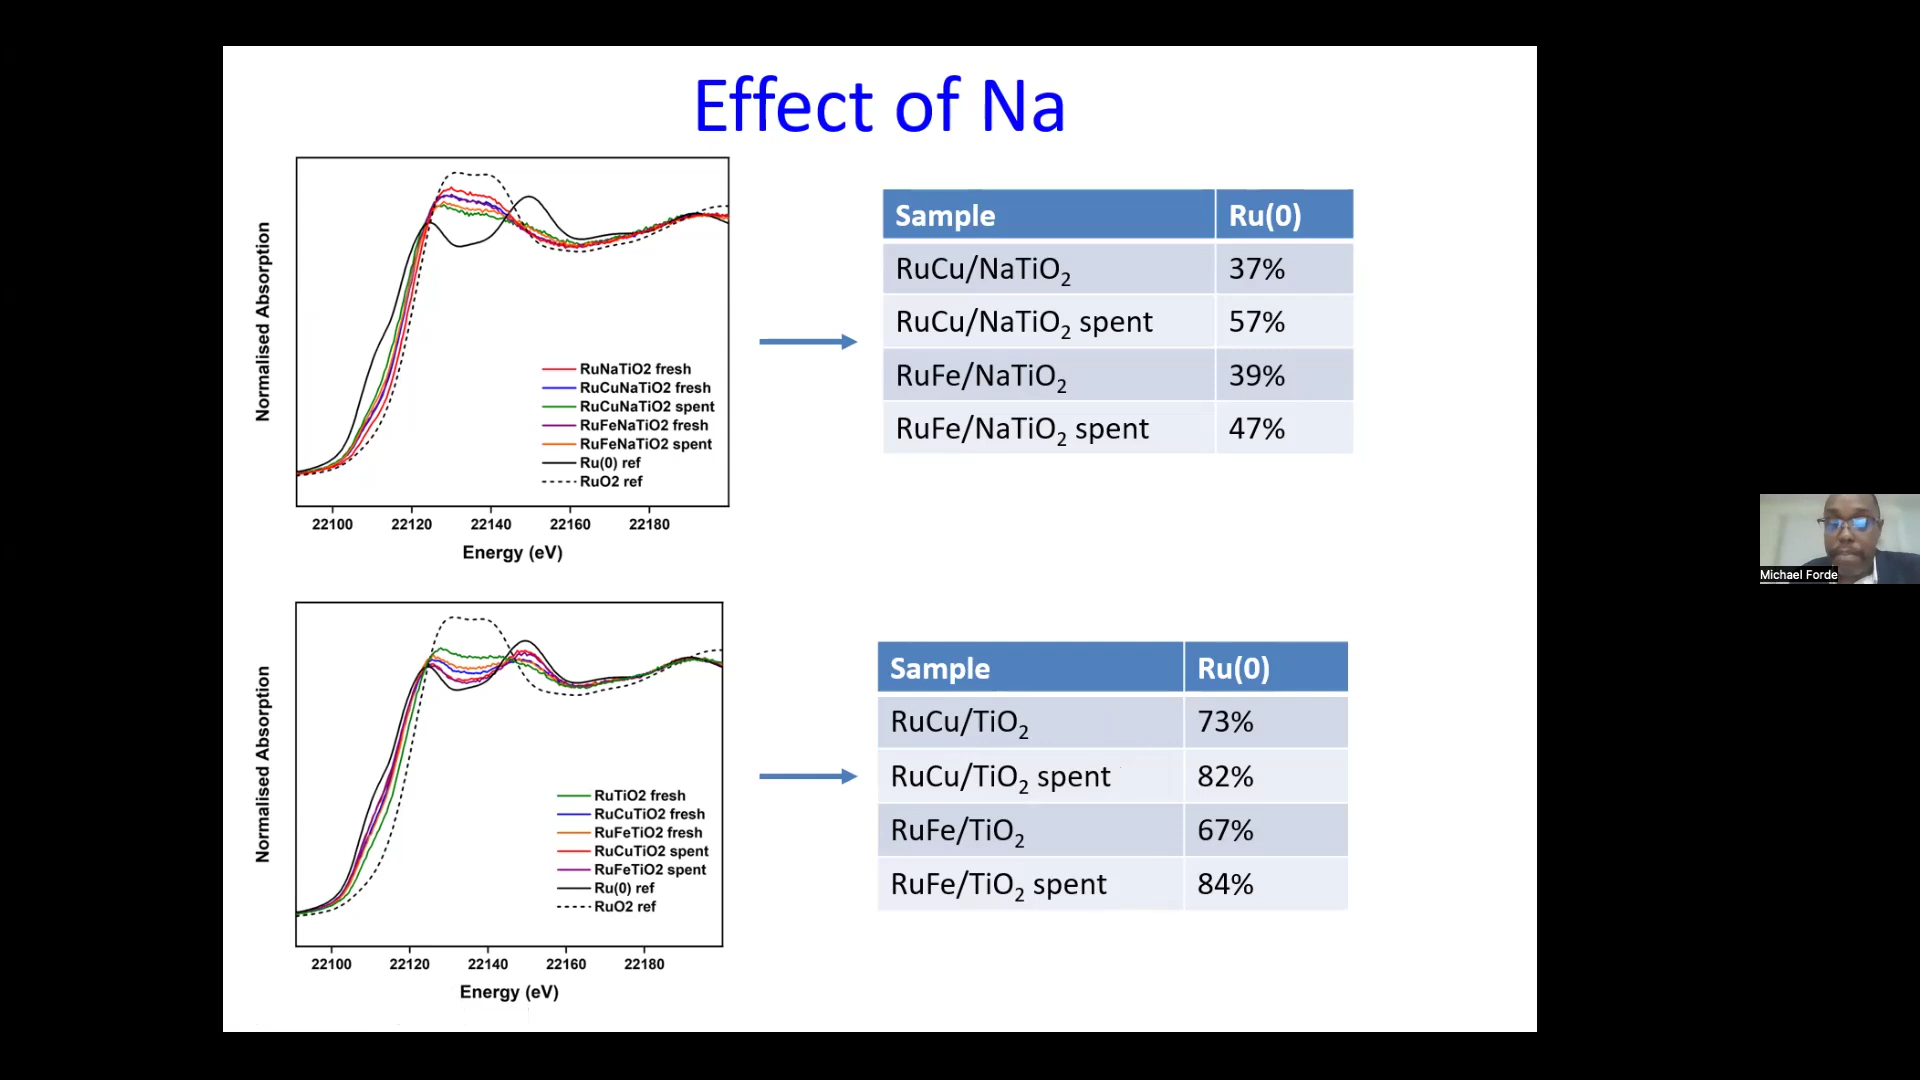 Effect of Na
Normalised Absorption
RuNaTiO2 fresh
RuCuNaTiO2 fresh
RuCuNaTiO2 spent
RuFeNaTiO2 fresh
RuFeNaTiO2 spent
Ru(0) ref
RuO2 ref
22100 22120 22140 22160 22180
Energy (eV)
Sample Ru(0)
RuCu/NaTiO₂ 37%
RuCu/NaTiO₂ spent 57%
RuFe/NaTiO₂ 39%
RuFe/NaTiO₂ spent 47%
Michael Forde
Normalised Absorption
RuTiO2 fresh
RuCuTiO2 fresh
RuFeTiO2 fresh
RuCuTiO2 spent
RuFeTiO2 spent
Ru(0) ref
RuO2 ref
22100 22120 22140 22160 22180
Energy (eV)
Sample Ru(0)
RuCu/TiO₂ 73%
RuCu/TiO₂ spent 82%
RuFe/TiO₂ 67%
RuFe/TiO₂ spent 84%